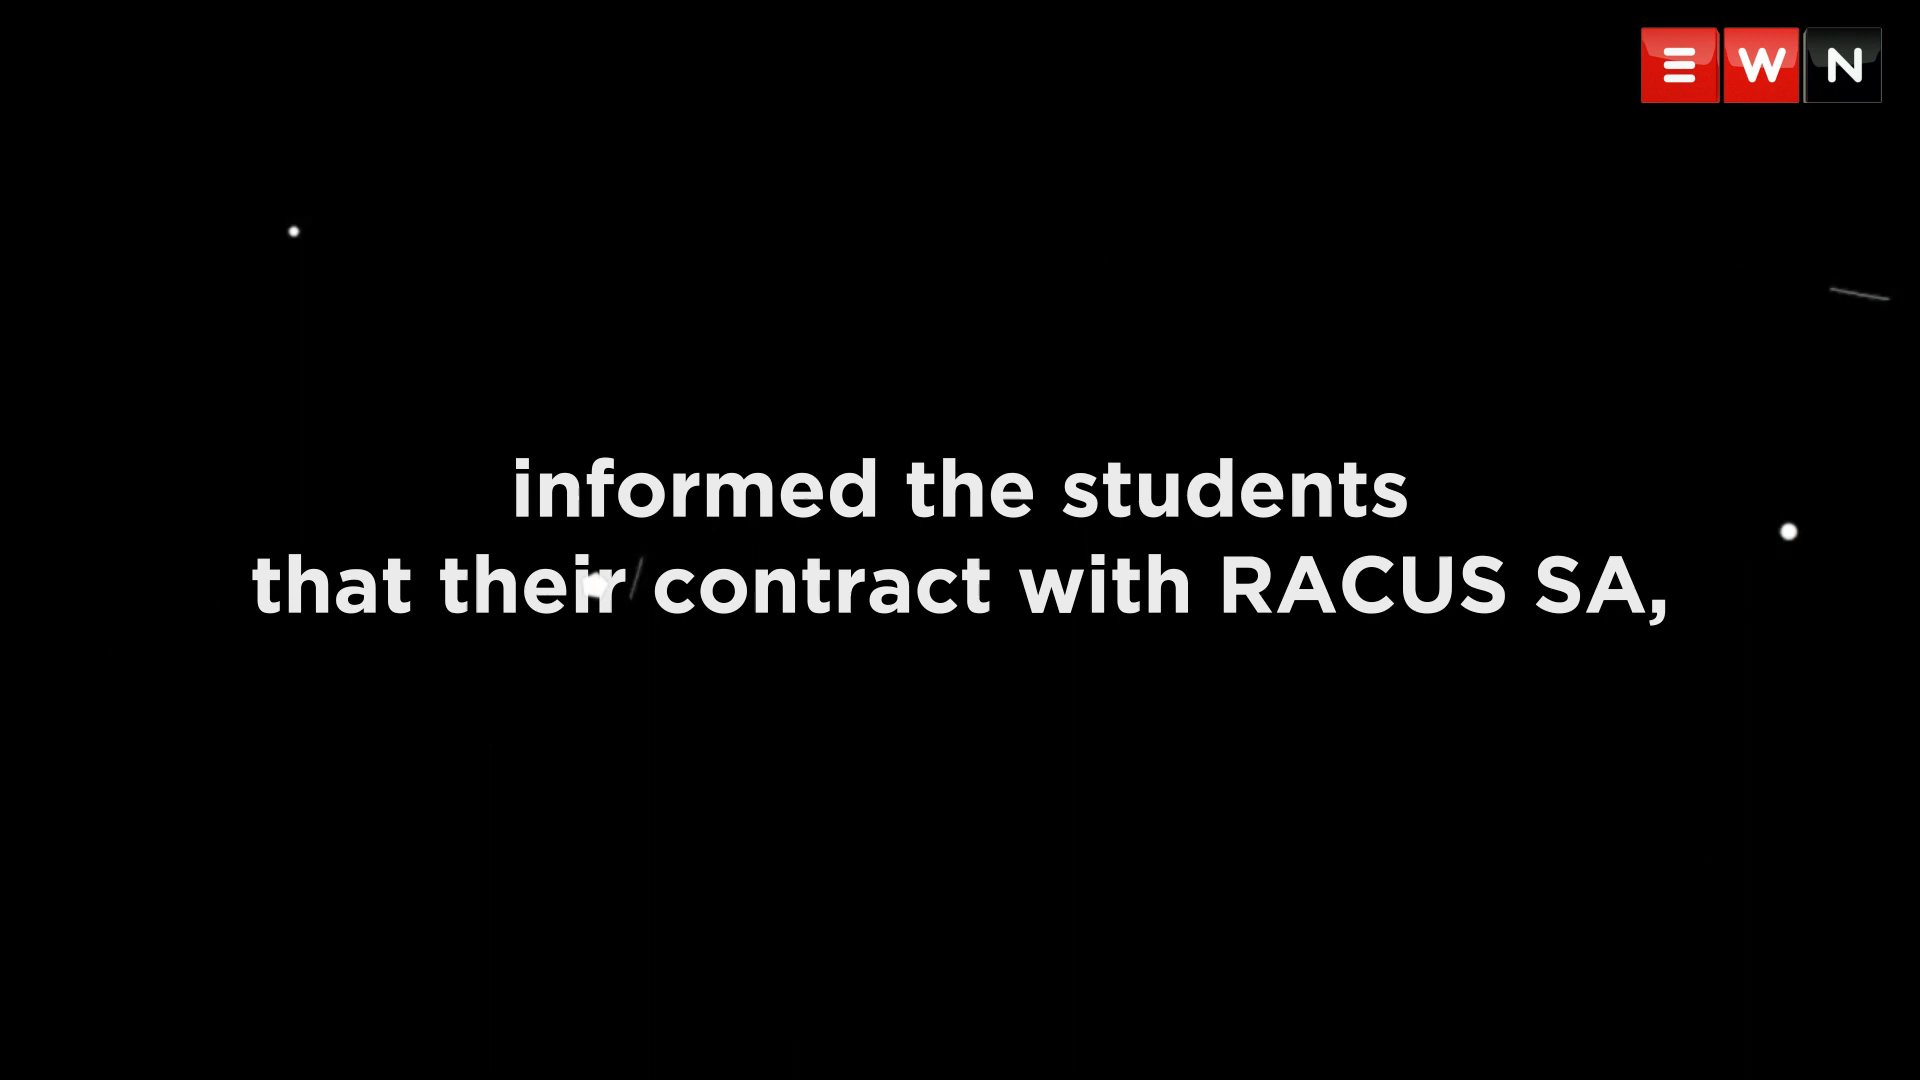 EWN
informed the students
that their contract with RACUS SA,